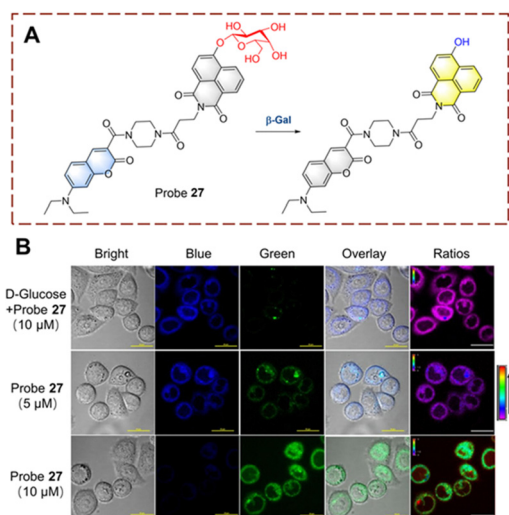 A
HO OH
O
OH
HO
O N O
O
N N
O
O
O O
N
Probe 27
β-Gal
OH
O N O
O
N N
O
O O
N
B
Bright Blue Green Overlay Ratios
D-Glucose
+Probe 27
(10 μM)
Probe 27
(5 μM)
Probe 27
(10 μM)